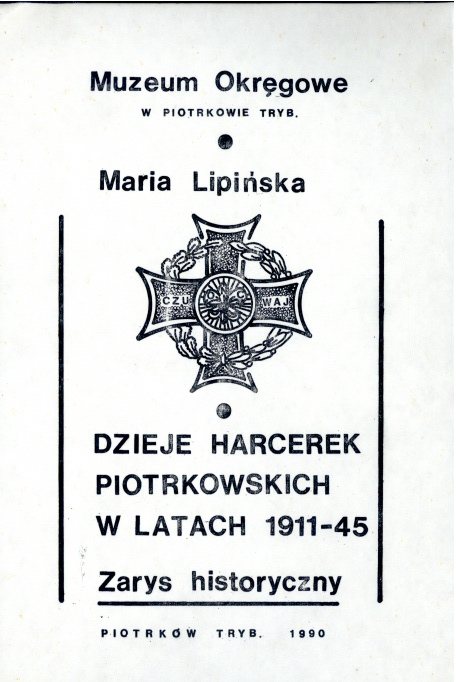 Muzeum Okręgowe
W PIOTRKOWIE TRYB.
Maria Lipińska
CZU WAJ
DZIEJE HARCEREK
PIOTRKOWSKICH
W LATACH 1911-45
Zarys historyczny
PIOTRKÓW TRYB. 1990